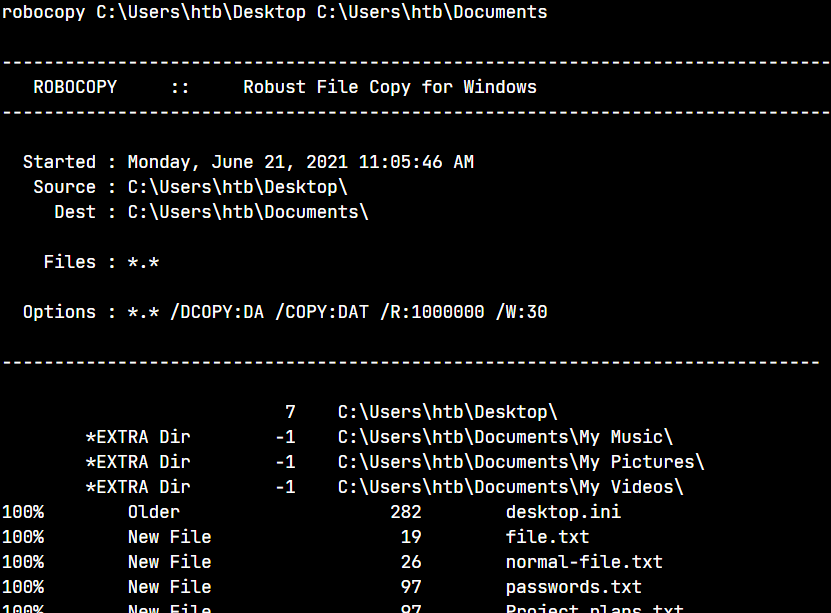 robocopy C:\Users\htb\Desktop C:\Users\htb\Documents
-------------------------------------------------------------------------------
   ROBOCOPY     ::     Robust File Copy for Windows
-------------------------------------------------------------------------------
  Started : Monday, June 21, 2021 11:05:46 AM
   Source : C:\Users\htb\Desktop\
     Dest : C:\Users\htb\Documents\
    Files : *.*
  Options : *.* /DCOPY:DA /COPY:DAT /R:1000000 /W:30
------------------------------------------------------------------------------
                           7    C:\Users\htb\Desktop\
        *EXTRA Dir        -1    C:\Users\htb\Documents\My Music\
        *EXTRA Dir        -1    C:\Users\htb\Documents\My Pictures\
        *EXTRA Dir        -1    C:\Users\htb\Documents\My Videos\
100%        Older                    282        desktop.ini
100%        New File                  19        file.txt
100%        New File                  26        normal-file.txt
100%        New File                  97        passwords.txt
100%        New File                  97        Project plans.txt